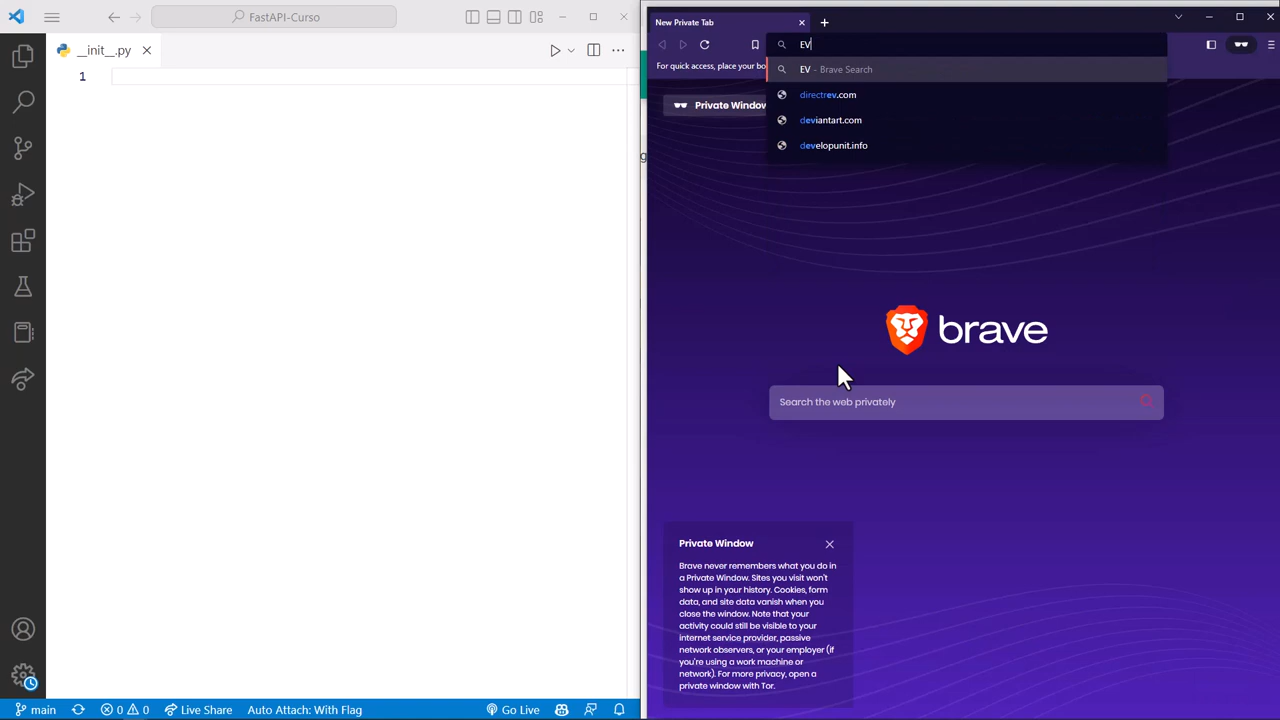 FastAPI-Curso
__init__.py
1
main
0
0
Live Share
Auto Attach: With Flag
Go Live
New Private Tab
EV
For quick access, place your bo
EV - Brave Search
directrev.com
deviantart.com
developunit.info
Private Window
brave
Search the web privately
Private Window
Brave never remembers what you do in
a Private Window. Sites you visit won't
show up in your history. Cookies, form
data, and site data vanish when you
close the window. Note that your
activity could still be visible to your
internet service provider, passive
network observers, or your employer (if
you're using a work machine or
network). For more privacy, open a
private window with Tor.